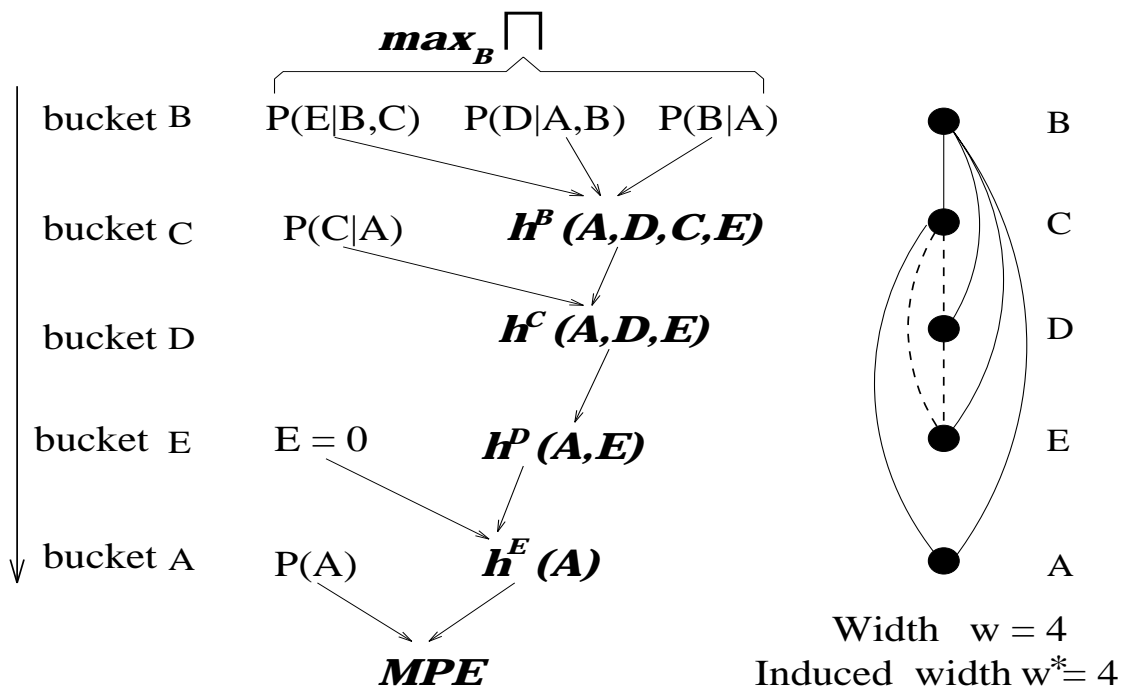 max_B ∏
bucket B P(E|B,C) P(D|A,B) P(B|A) B
bucket C P(C|A) h^B (A,D,C,E) C
bucket D h^C (A,D,E) D
bucket E E = 0 h^D (A,E) E
bucket A P(A) h^E (A) A
MPE
Width w = 4
Induced width w* = 4